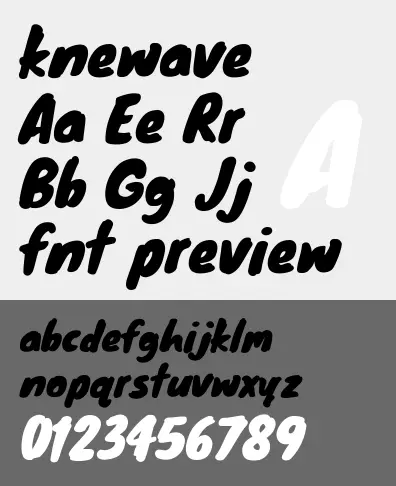 knewave
Aa Ee Rr
A
Bb Gg Jj
fnt preview
abcdefghijklm
nopqrstuvwxyz
0123456789